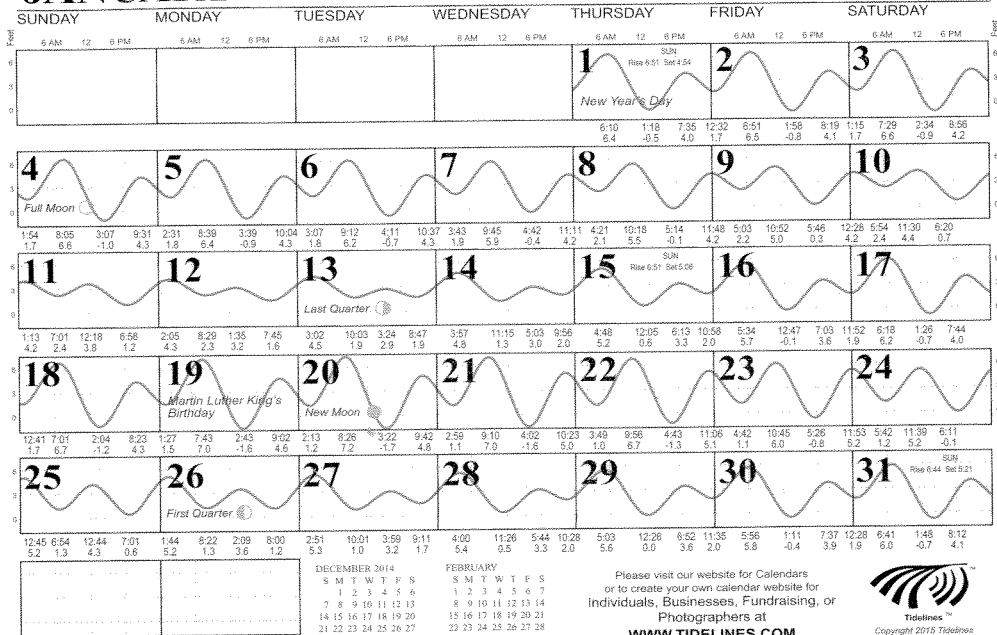 SUNDAY MONDAY TUESDAY WEDNESDAY THURSDAY FRIDAY SATURDAY
Feet 6 AM 12 6 PM 6 AM 12 6 PM 6 AM 12 6 PM 6 AM 12 6 PM 6 AM 12 6 PM 6 AM 12 6 PM 6 AM 12 6 PM Feet
1 2 3
SUN
Rise 6:51 Set 4:54
New Year's Day
6:10 1:18 7:35 12:32 6:51 1:58 8:19 1:15 7:29 2:34 8:56
6.4 -0.5 4.0 1.7 6.5 -0.8 4.1 1.7 6.6 -0.9 4.2
4 5 6 7 8 9 10
Full Moon
1:54 8:05 3:07 9:31 2:31 8:39 3:39 10:04 3:07 9:12 4:11 10:37 3:43 9:45 4:42 11:11 4:21 10:18 5:14 11:48 5:03 10:52 5:46 12:28 5:54 11:30 6:20
1.7 6.6 -1.0 4.3 1.8 6.4 -0.9 4.3 1.8 6.2 -0.7 4.3 1.9 5.9 -0.4 4.2 2.1 5.5 -0.1 4.2 2.2 5.0 0.3 4.2 2.4 4.4 0.7
11 12 13 14 15 16 17
SUN
Rise 6:51 Set 5:06
Last Quarter
1:13 7:01 12:18 6:58 2:05 8:29 1:35 7:45 3:02 10:03 3:24 8:47 3:57 11:15 5:03 9:56 4:48 12:05 6:13 10:58 5:34 12:47 7:03 11:52 6:18 1:26 7:44
4.2 2.4 3.8 1.2 4.2 2.3 3.2 1.6 4.5 1.9 2.9 1.9 4.8 1.3 3.0 2.0 5.2 0.6 3.3 2.0 5.7 -0.1 3.6 1.9 6.2 -0.7 4.0
18 19 20 21 22 23 24
Martin Luther King's
Birthday
New Moon
12:41 7:01 2:04 8:23 1:27 7:43 2:43 9:02 2:13 8:26 3:22 9:42 2:59 9:10 4:02 10:23 3:49 9:56 4:43 11:06 4:42 10:45 5:26 11:53 5:42 11:39 6:11
1.7 6.7 -1.2 4.3 1.5 7.0 -1.6 4.6 1.2 7.2 -1.7 4.8 1.1 7.0 -1.6 5.0 1.0 6.7 -1.3 5.1 1.1 6.1 -0.8 5.2 1.2 5.2 -0.1
25 26 27 28 29 30 31
SUN
Rise 6:44 Set 5:21
First Quarter
12:45 6:54 12:44 7:01 1:44 8:22 2:09 8:00 2:51 10:01 3:59 9:11 4:00 11:26 5:44 10:28 5:03 12:26 6:52 11:35 5:56 1:11 7:37 12:28 6:41 1:48 8:12
5.2 1.3 4.3 0.6 5.2 1.3 3.6 1.2 5.3 1.0 3.2 1.7 5.4 0.5 3.3 2.0 5.6 0.0 3.6 2.0 5.8 -0.4 3.9 1.9 6.0 -0.7 4.1
DECEMBER 2014 FEBRUARY
S M T W T F S S M T W T F S
1 2 3 4 5 6 1 2 3 4 5 6 7
7 8 9 10 11 12 13 8 9 10 11 12 13 14
14 15 16 17 18 19 20 15 16 17 18 19 20 21
21 22 23 24 25 26 27 22 23 24 25 26 27 28
Please visit our website for Calendars
or to create your own calendar website for
Individuals, Businesses, Fundraising, or
Photographers at
WWW.TIDELINES.COM
Tidelines ™
Copyright 2015 Tidelines